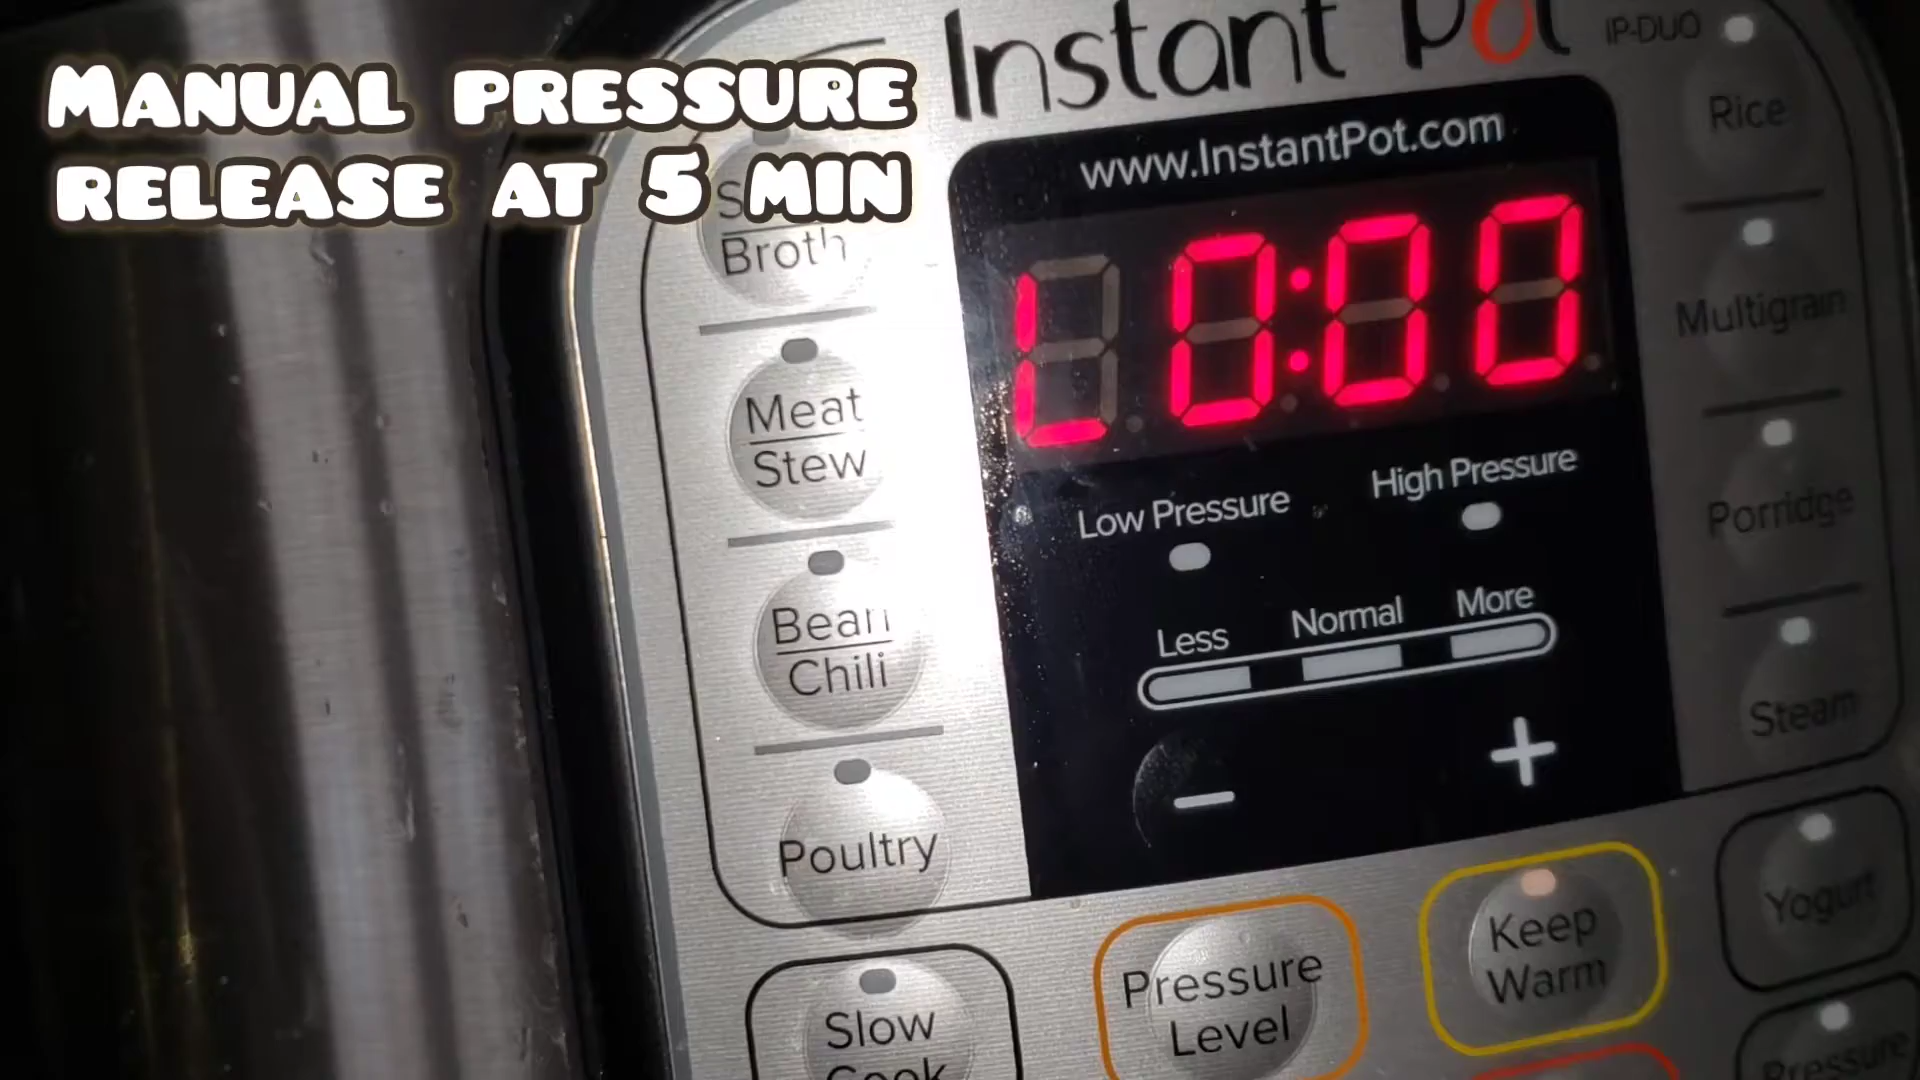 MANUAL PRESSURE
RELEASE AT 5 MIN
Instant Pot
IP-DUO
www.InstantPot.com
L0:00
Low Pressure
High Pressure
Less
Normal
More
−
+
Broth
Meat
Stew
Bean
Chili
Poultry
Slow
Cook
Pressure
Level
Keep
Warm
Rice
Multigrain
Porridge
Steam
Yogurt
Pressure